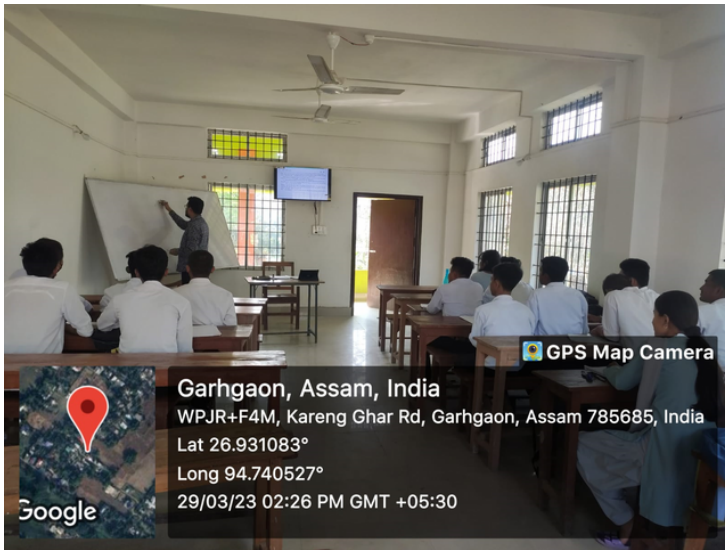 GPS Map Camera
Garhgaon, Assam, India
WPJR+F4M, Kareng Ghar Rd, Garhgaon, Assam 785685, India
Lat 26.931083°
Long 94.740527°
29/03/23 02:26 PM GMT +05:30
Google